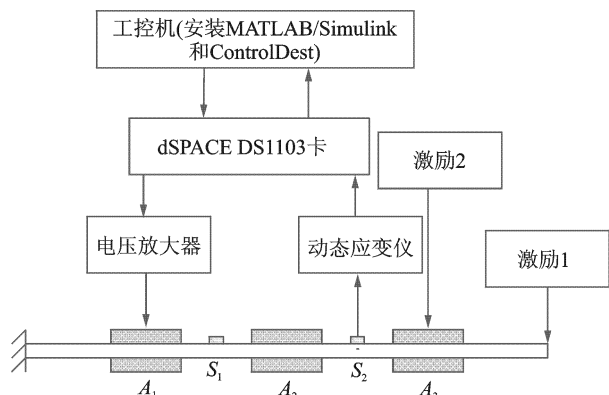 工控机(安装MATLAB/Simulink
和ControlDest)
dSPACE DS1103卡
激励2
电压放大器
动态应变仪
激励1
S₁
S₂
A₁
A₂
A₃